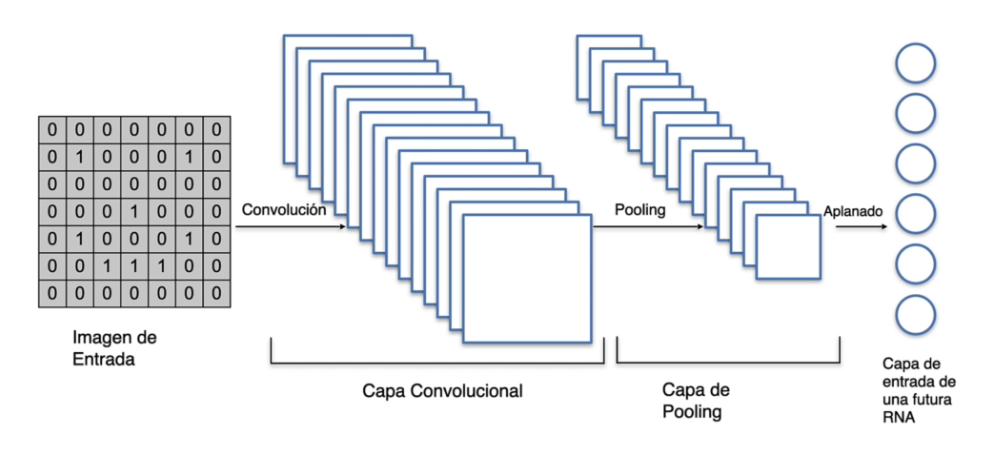 0 0 0 0 0 0 0
0 1 0 0 0 1 0
0 0 0 0 0 0 0
0 0 0 1 0 0 0
0 1 0 0 0 1 0
0 0 1 1 1 0 0
0 0 0 0 0 0 0
Imagen de
Entrada
Convolución
Capa Convolucional
Pooling
Capa de
Pooling
Aplanado
Capa de
entrada de
una futura
RNA